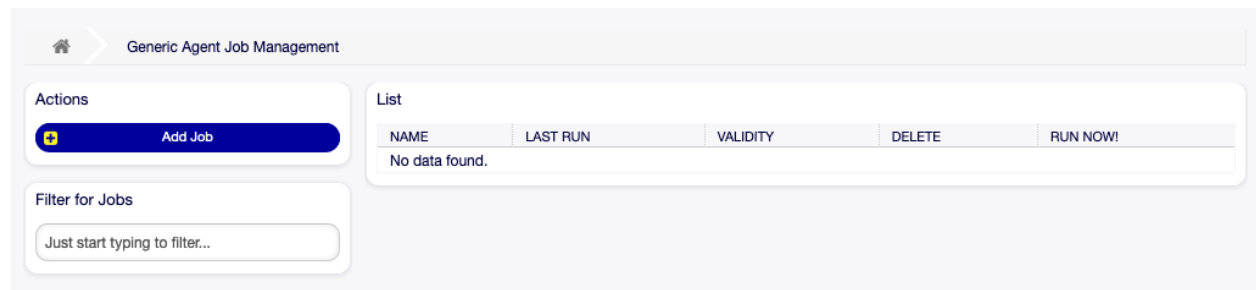 Generic Agent Job Management
Actions
Add Job
Filter for Jobs
Just start typing to filter...
List
NAME LAST RUN VALIDITY DELETE RUN NOW!
No data found.